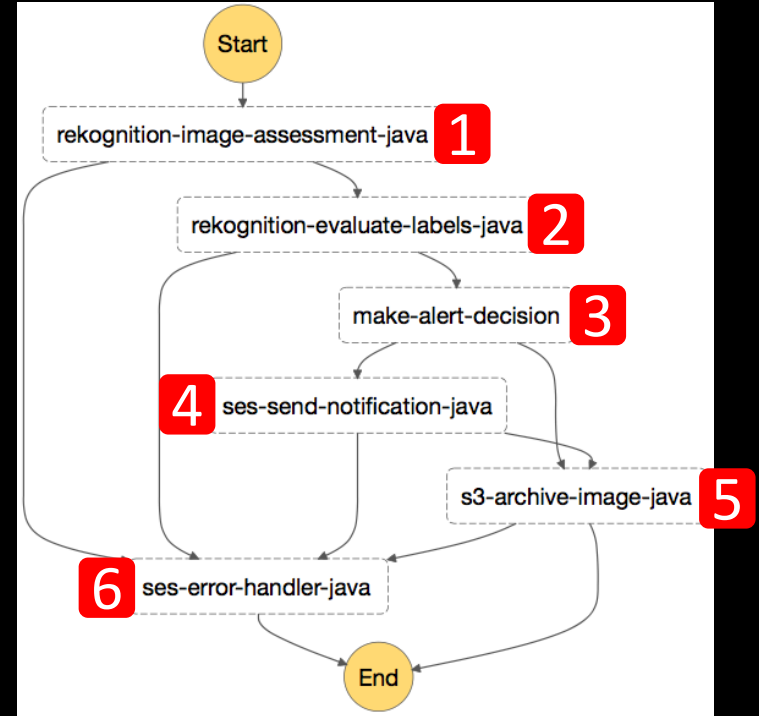 Start
rekognition-image-assessment-java 1
rekognition-evaluate-labels-java 2
make-alert-decision 3
4 ses-send-notification-java
s3-archive-image-java 5
6 ses-error-handler-java
End